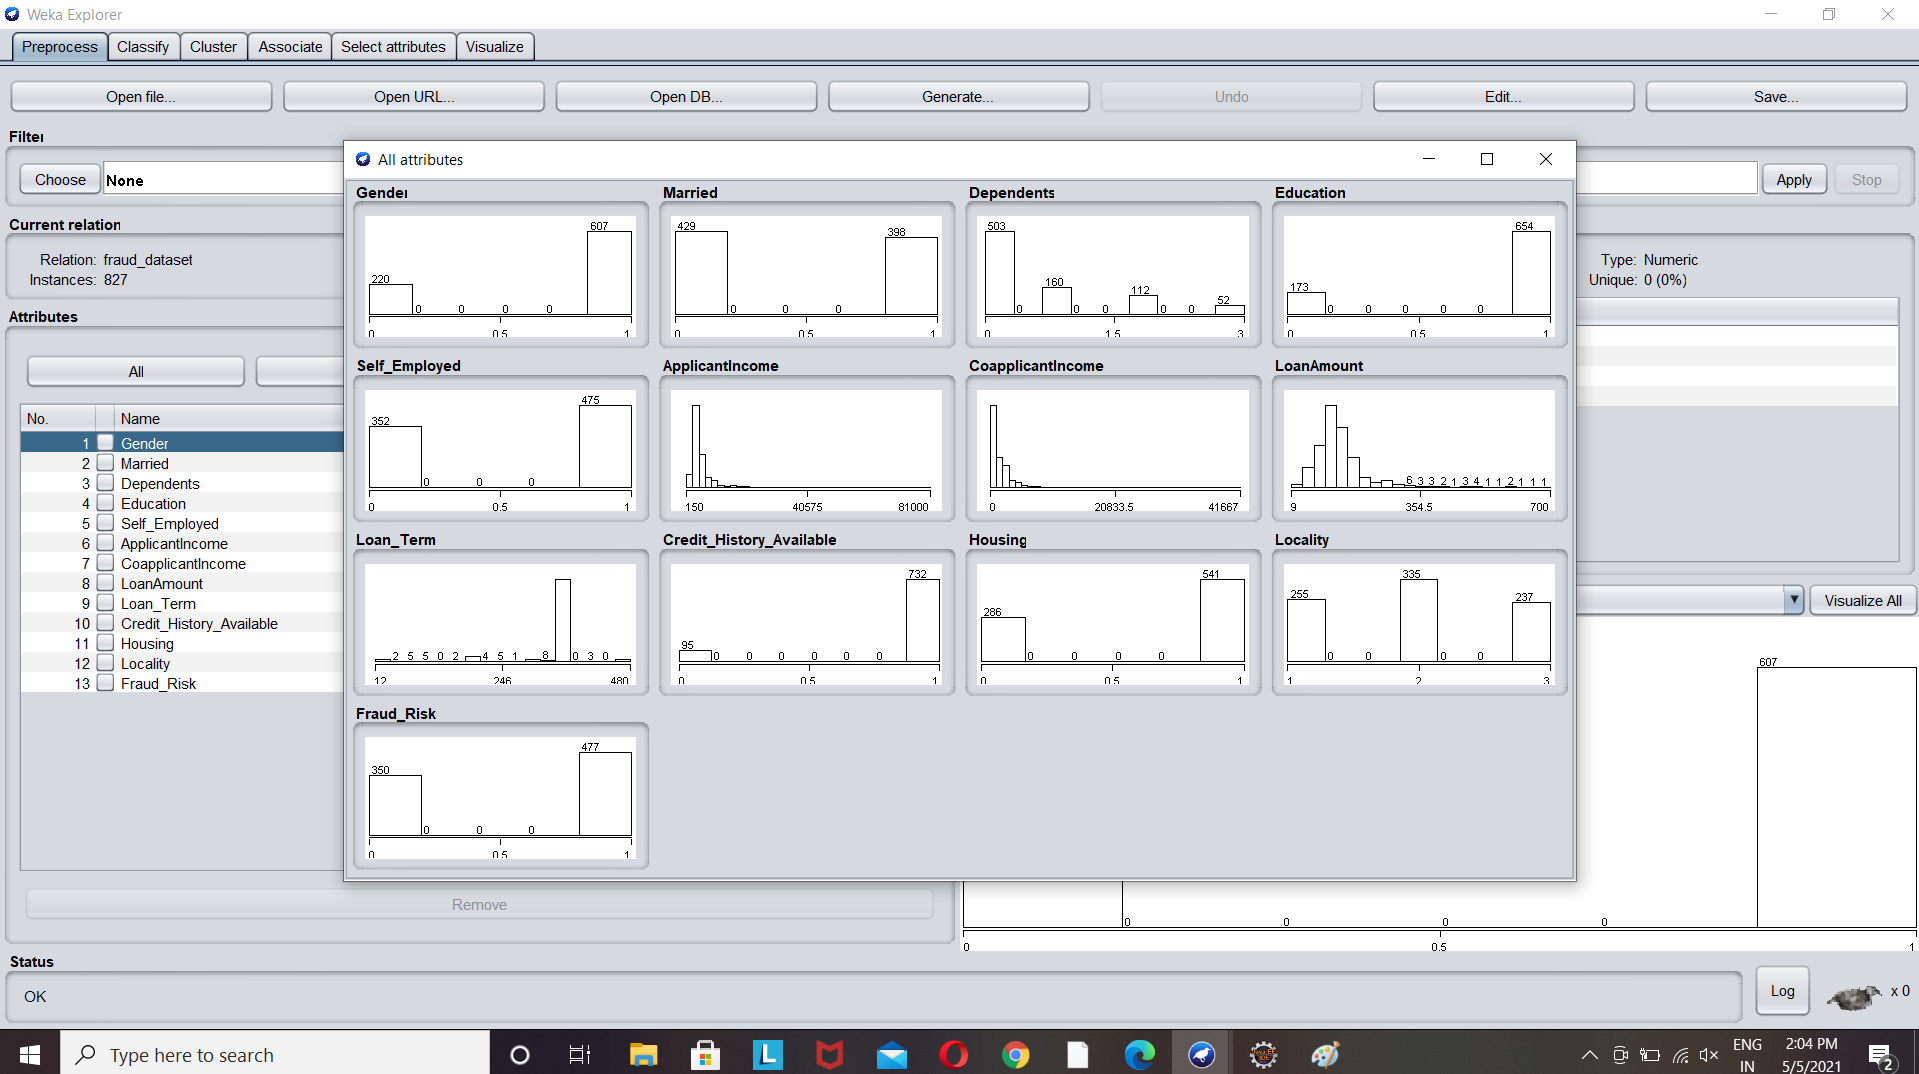 Weka Explorer
Preprocess Classify Cluster Associate Select attributes Visualize
Open file... Open URL... Open DB... Generate... Undo Edit... Save...
Filter
Choose None Apply Stop
Current relation
Relation: fraud_dataset
Instances: 827
Type: Numeric
Unique: 0 (0%)
Attributes
All
No. Name
1 Gender
2 Married
3 Dependents
4 Education
5 Self_Employed
6 ApplicantIncome
7 CoapplicantIncome
8 LoanAmount
9 Loan_Term
10 Credit_History_Available
11 Housing
12 Locality
13 Fraud_Risk
Remove
All attributes
Gender Married Dependents Education
607 429 398 503 654
220 160 112 52 173
0 0 0 0 0 0 0 0 0 0 0 0 0 0 0 0 0 0
0 0.5 1 0 0.5 1 0 1.5 3 0 0.5 1
Self_Employed ApplicantIncome CoapplicantIncome LoanAmount
352 475
0 0 0 6 3 3 2 1 3 4 1 1 2 1 1 1
0 0.5 1 150 40575 81000 0 20833.5 41667 9 354.5 700
Loan_Term Credit_History_Available Housing Locality
732 541 335
95 286 255 237
2 5 5 0 2 4 5 1 8 0 3 0 0 0 0 0 0 0 0 0 0 0 0 0 0 0
12 246 480 0 0.5 1 0 0.5 1 1 2 3
Fraud_Risk
350 477
0 0 0
0 0.5 1
Visualize All
607
0 0 0 0
0 0.5 1
Status
OK
Log x 0
Type here to search
ENG
IN
2:04 PM
5/5/2021
2